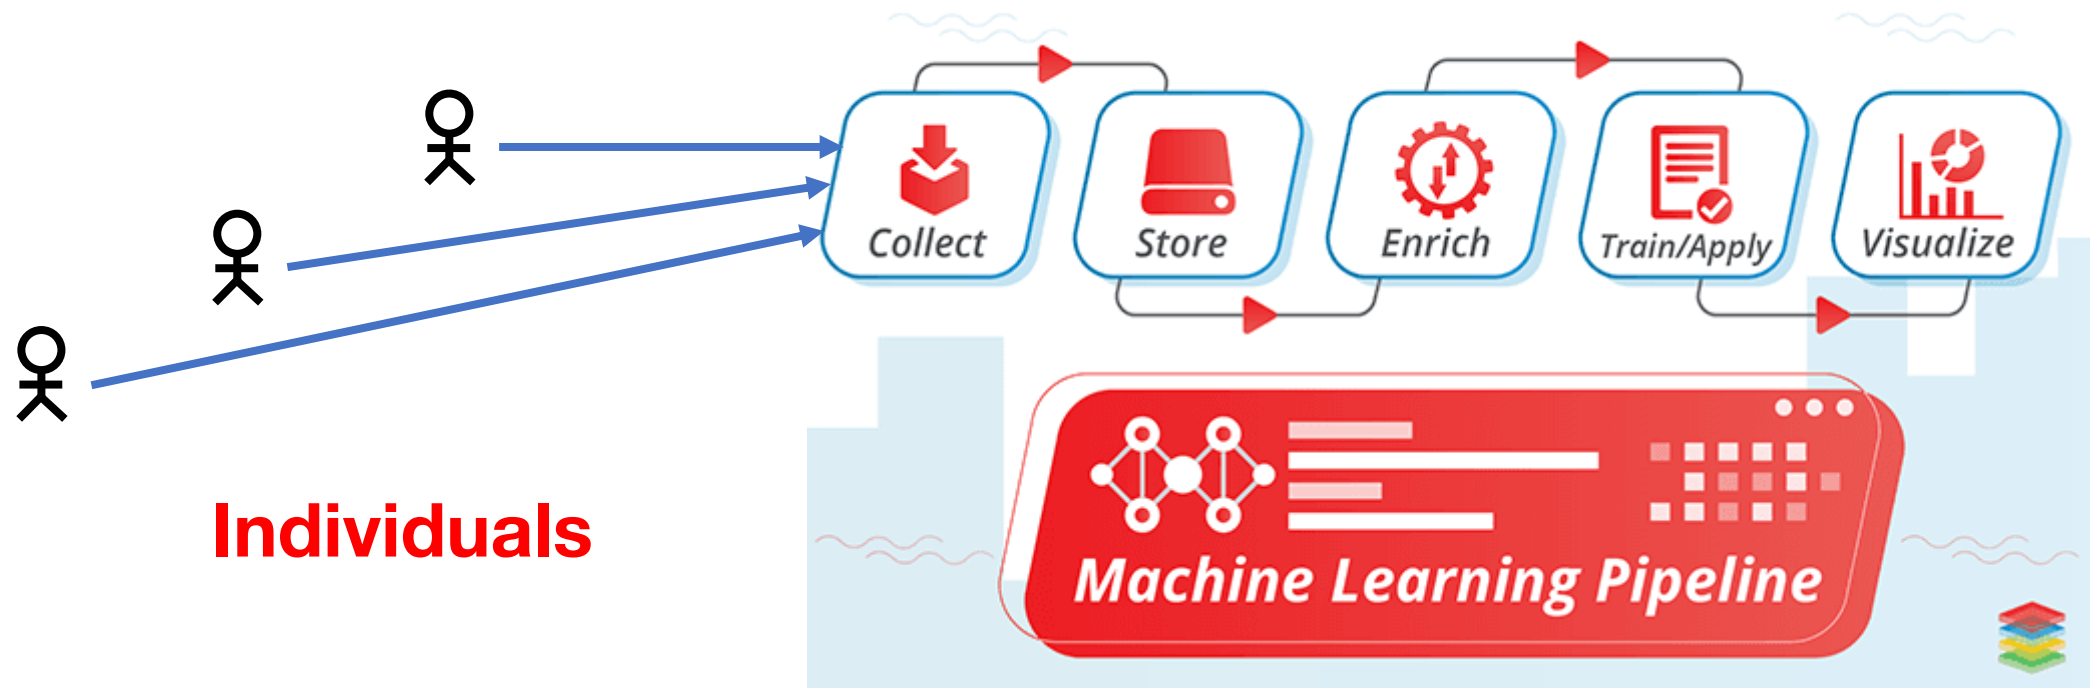 Collect
Store
Enrich
Train/Apply
Visualize
Individuals
Machine Learning Pipeline